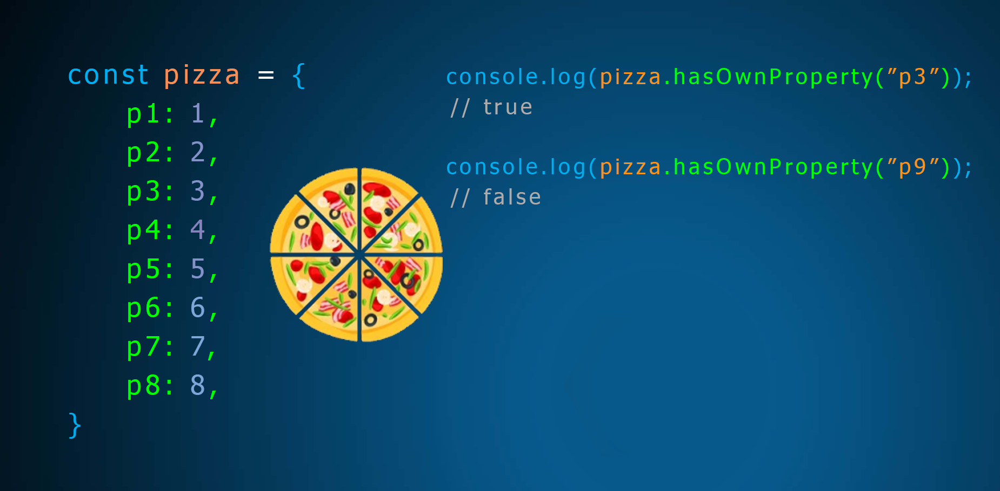 const pizza = {
p1: 1,
p2: 2,
p3: 3,
p4: 4,
p5: 5,
p6: 6,
p7: 7,
p8: 8,
}
console.log(pizza.hasOwnProperty(”p3”));
// true
console.log(pizza.hasOwnProperty(”p9”));
// false